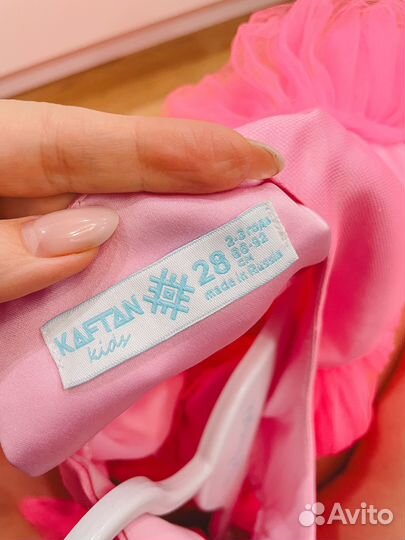 KAFTAN
kids
28
2-3 года
86-92
см
made in Russia
Avito